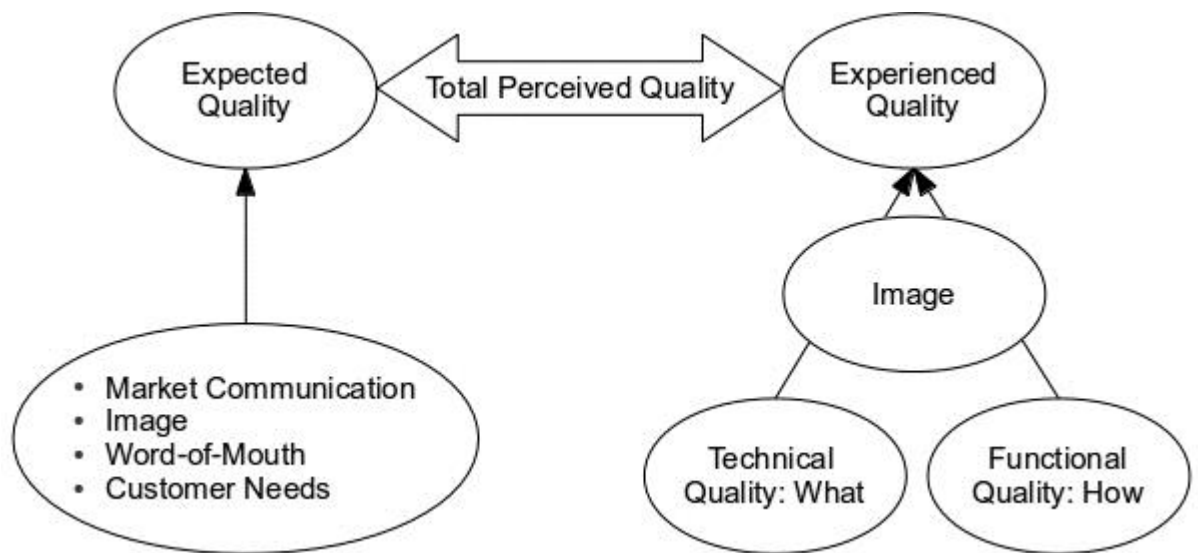 Expected
Quality
Total Perceived Quality
Experienced
Quality
Image
• Market Communication
• Image
• Word-of-Mouth
• Customer Needs
Technical
Quality: What
Functional
Quality: How